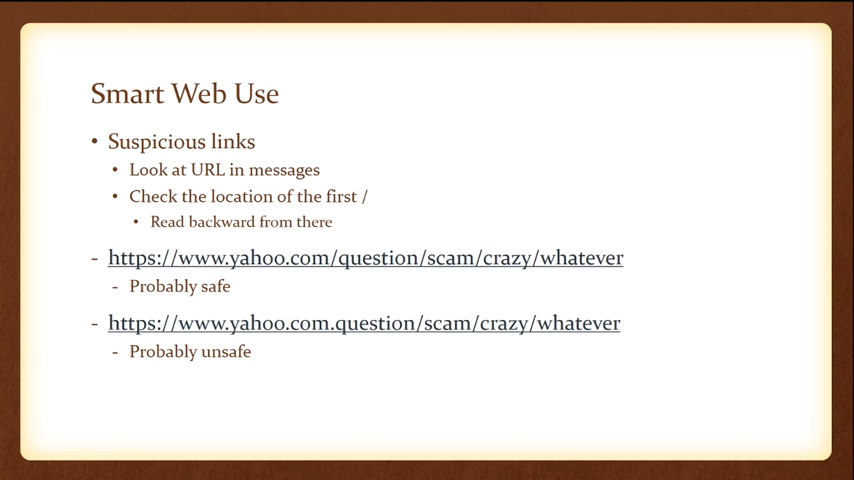 Smart Web Use
• Suspicious links
• Look at URL in messages
• Check the location of the first /
• Read backward from there
- https://www.yahoo.com/question/scam/crazy/whatever
- Probably safe
- https://www.yahoo.com.question/scam/crazy/whatever
- Probably unsafe